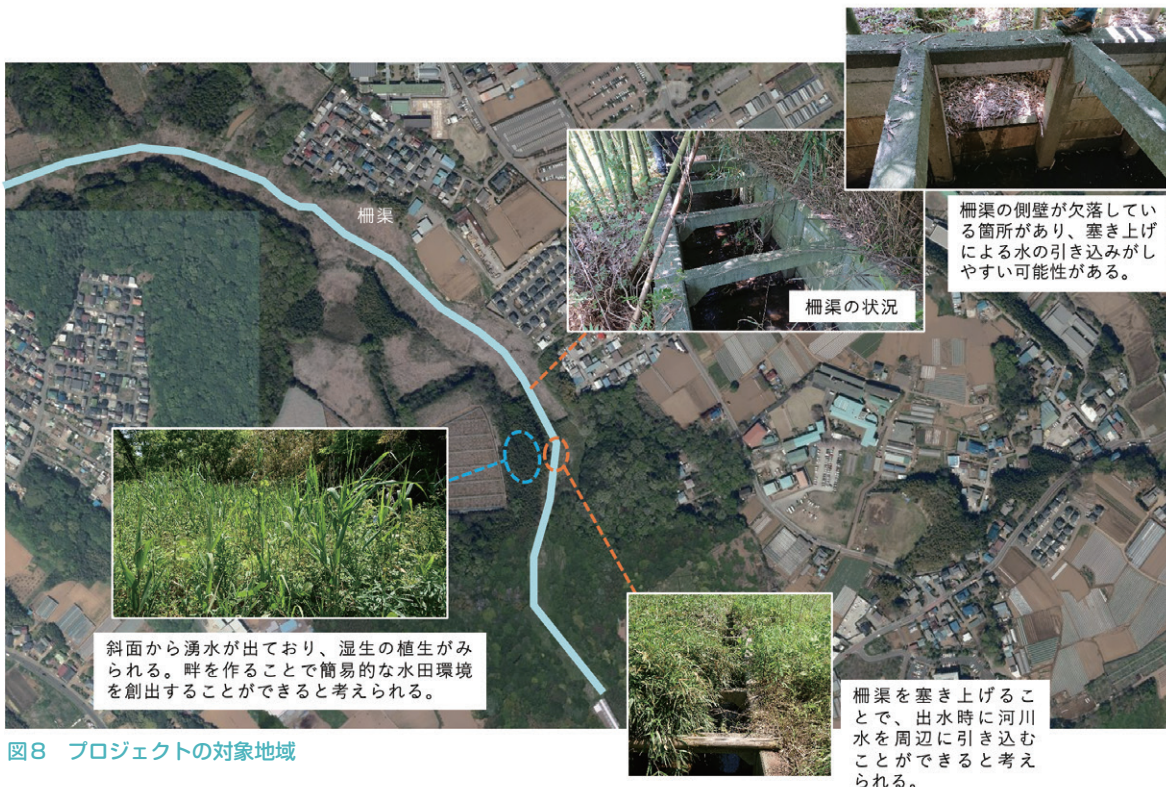 柵渠
柵渠の状況
柵渠の側壁が欠落してい
る箇所があり、塞き上げ
による水の引き込みがし
やすい可能性がある。
斜面から湧水が出ており、湿生の植生がみ
られる。畔を作ることで簡易的な水田環境
を創出することができると考えられる。
柵渠を塞き上げるこ
とで、出水時に河川
水を周辺に引き込む
ことができると考え
られる。
図8 プロジェクトの対象地域